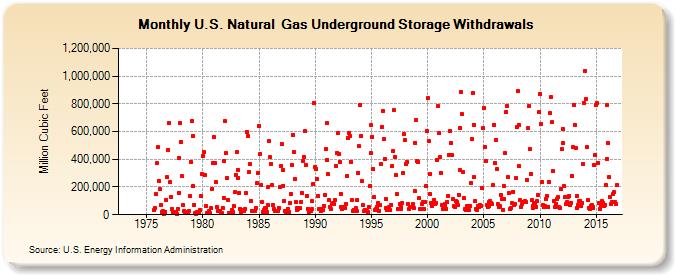 Monthly U.S. Natural Gas Underground Storage Withdrawals
Million Cubic Feet
1,200,000
1,000,000
800,000
600,000
400,000
200,000
0
1975 1980 1985 1990 1995 2000 2005 2010 2015
Source: U.S. Energy Information Administration